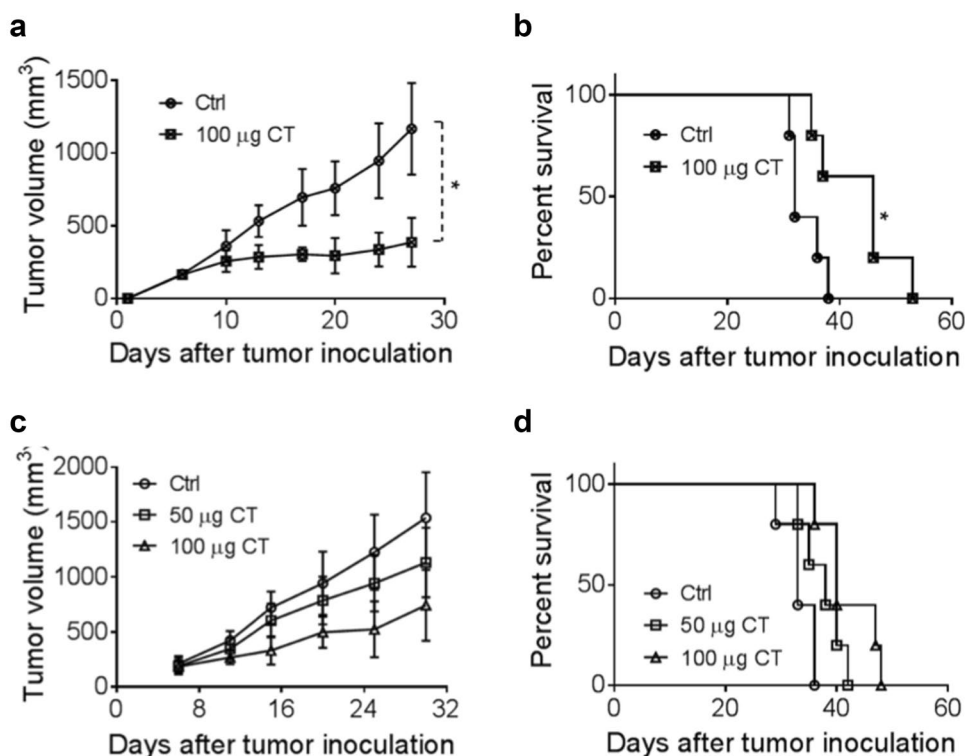 a
Tumor volume (mm³)
1500
1000
500
0
Ctrl
100 μg CT
*
0 10 20 30
Days after tumor inoculation
b
Percent survival
100
50
0
Ctrl
100 μg CT
*
0 20 40 60
Days after tumor inoculation
c
Tumor volume (mm³)
2000
1500
1000
500
0
Ctrl
50 μg CT
100 μg CT
0 8 16 24 32
Days after tumor inoculation
d
Percent survival
100
50
0
Ctrl
50 μg CT
100 μg CT
0 20 40 60
Days after tumor inoculation